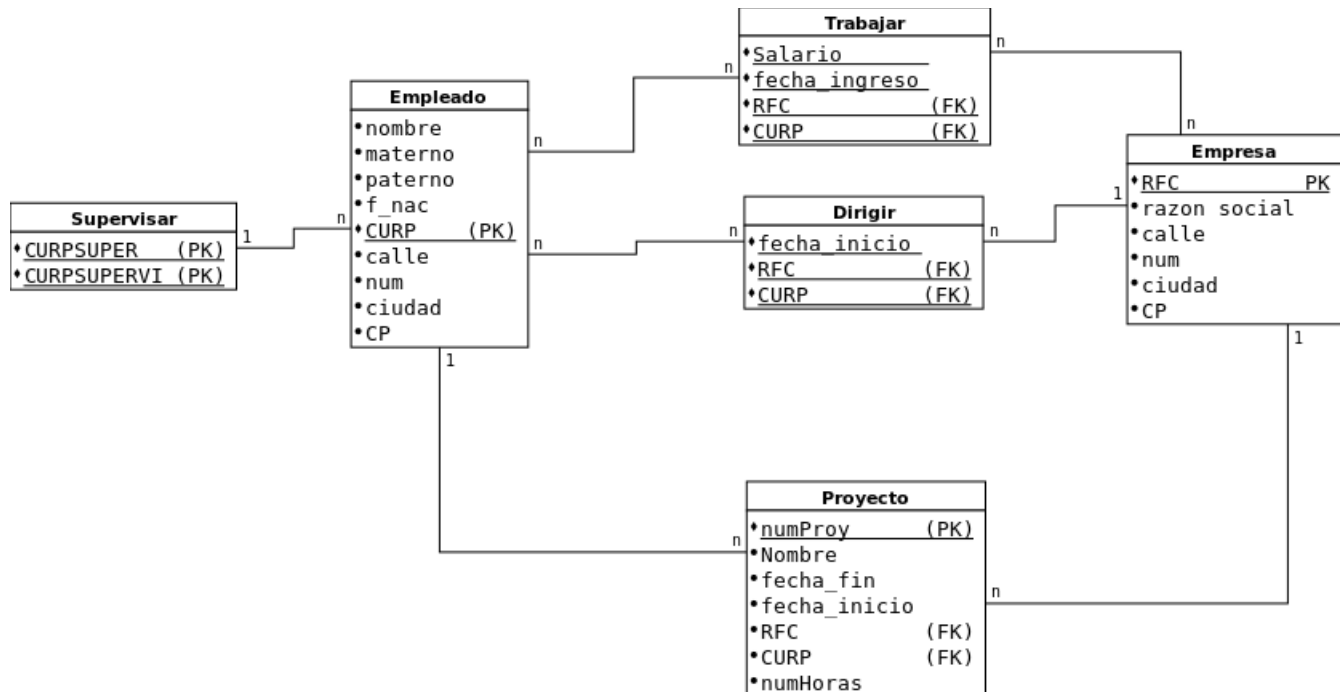 Trabajar
n
Salario
n
fecha_ingreso
RFC (FK)
CURP (FK)
n
Empleado
nombre
materno
paterno
f_nac
CURP (PK)
calle
num
ciudad
CP
n
n
n
1
Supervisar
1
CURPSUPER (PK)
CURPSUPERVI (PK)
Dirigir
n
fecha_inicio
n
RFC (FK)
CURP (FK)
Empresa
1
RFC PK
razon social
calle
num
ciudad
CP
1
Proyecto
numProy (PK)
n
Nombre
fecha_fin
fecha_inicio
n
RFC (FK)
CURP (FK)
numHoras